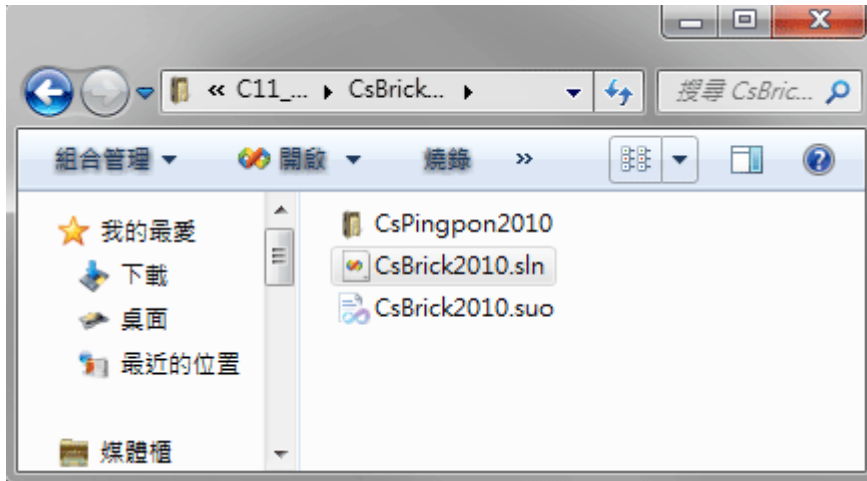 « C11_... ▸ CsBrick... ▸ 搜尋 CsBric...
組合管理 開啟 燒錄 »
我的最愛
下載
桌面
最近的位置
媒體櫃
CsPingpon2010
CsBrick2010.sln
CsBrick2010.suo